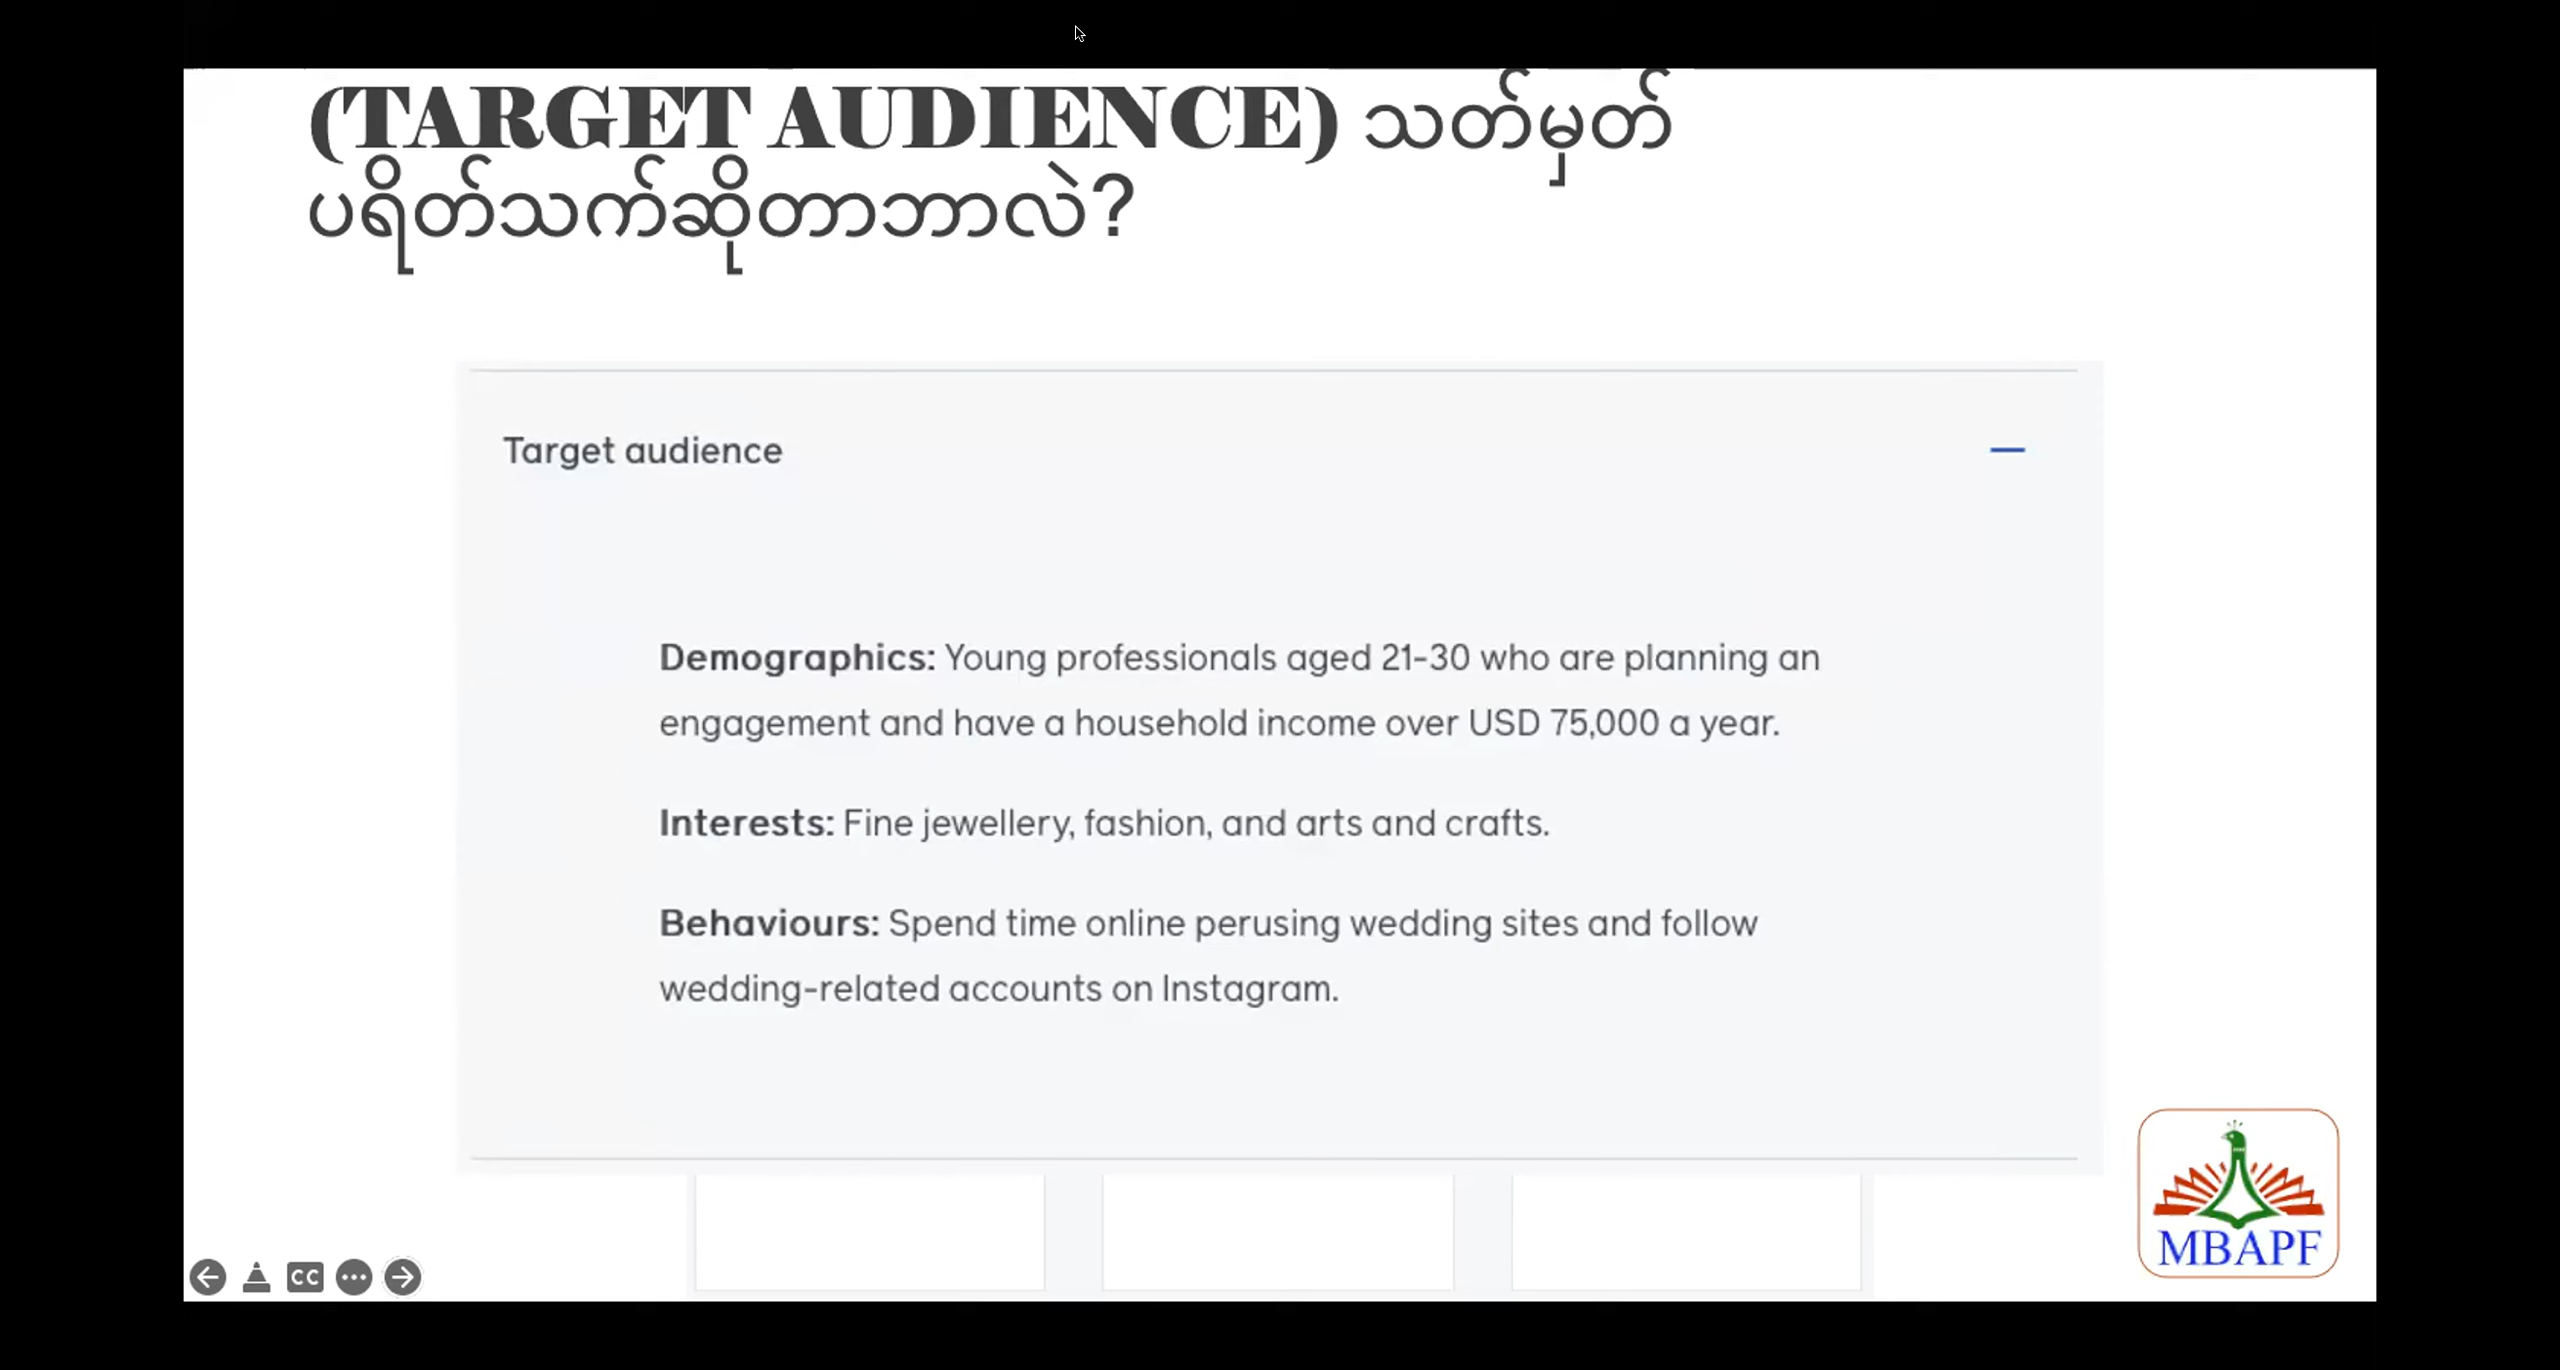 (TARGET AUDIENCE) သတ်မှတ်
ပရိတ်သက်ဆိုတာဘာလဲ?
Target audience
Demographics: Young professionals aged 21-30 who are planning an
engagement and have a household income over USD 75,000 a year.
Interests: Fine jewellery, fashion, and arts and crafts.
Behaviours: Spend time online perusing wedding sites and follow
wedding-related accounts on Instagram.
MBAPF
CC